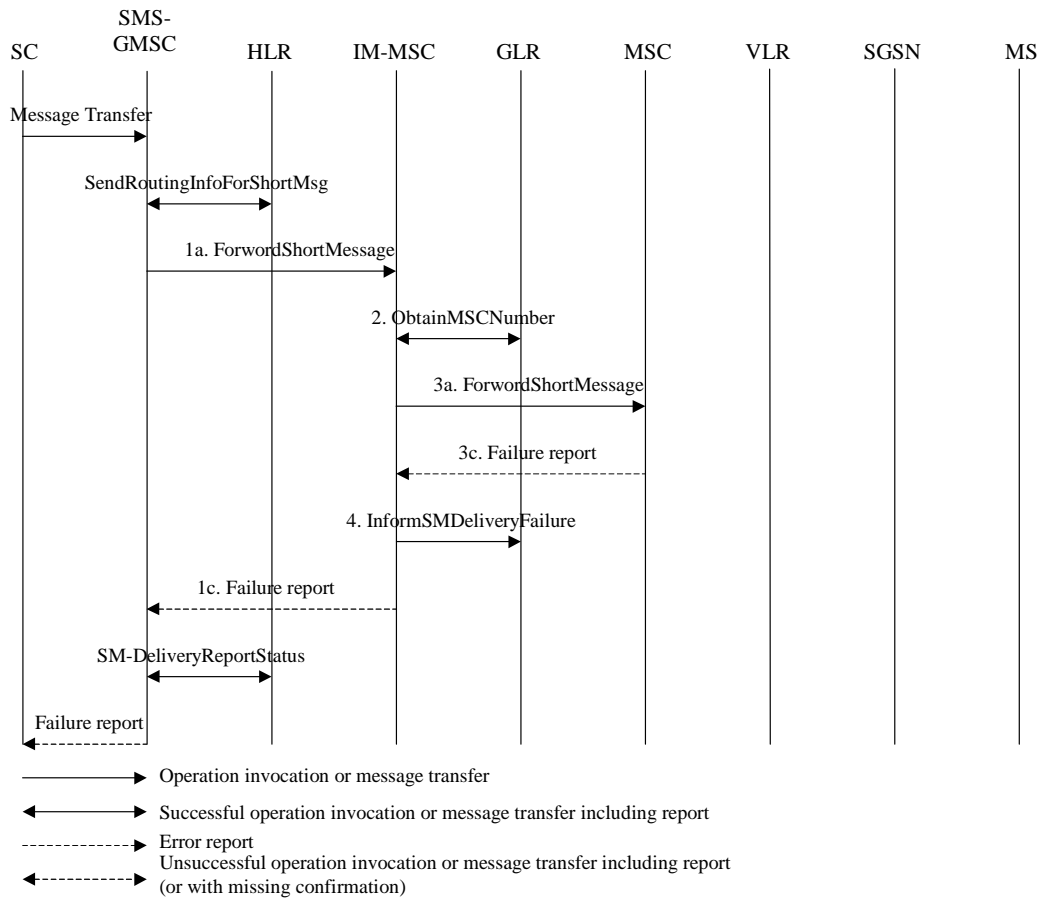 SMS-
GMSC
SC
HLR
IM-MSC
GLR
MSC
VLR
SGSN
MS
Message Transfer
SendRoutingInfoForShortMsg
1a. ForwordShortMessage
2. ObtainMSCNumber
3a. ForwordShortMessage
3c. Failure report
4. InformSMDeliveryFailure
1c. Failure report
SM-DeliveryReportStatus
Failure report
Operation invocation or message transfer
Successful operation invocation or message transfer including report
Error report
Unsuccessful operation invocation or message transfer including report
(or with missing confirmation)